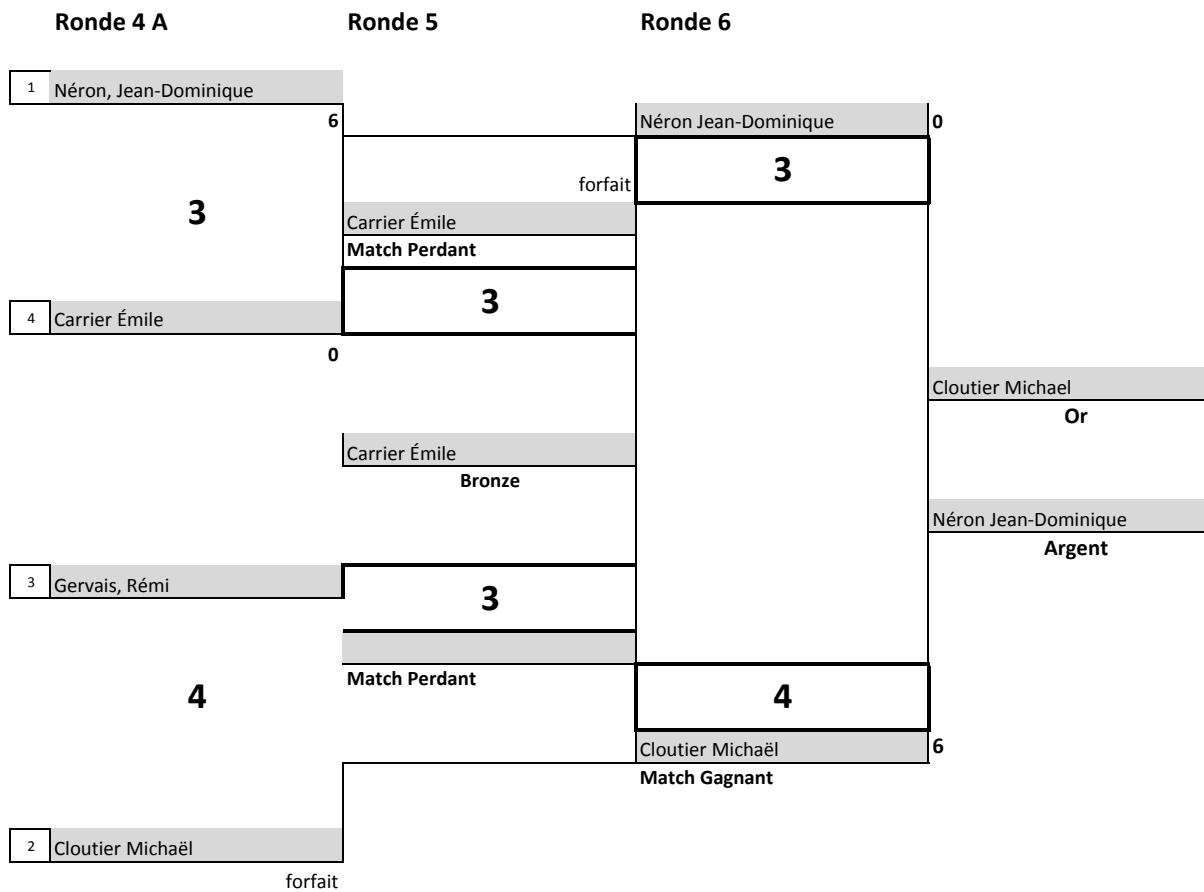 Ronde 4 A Ronde 5 Ronde 6
1 Néron, Jean-Dominique
6 Néron Jean-Dominique 0
forfait 3
3 Carrier Émile
Match Perdant
4 Carrier Émile 3
0
Cloutier Michael
Or
Carrier Émile
Bronze
Néron Jean-Dominique
Argent
3 Gervais, Rémi 3
Match Perdant
4 4
Cloutier Michaël 6
Match Gagnant
2 Cloutier Michaël
forfait